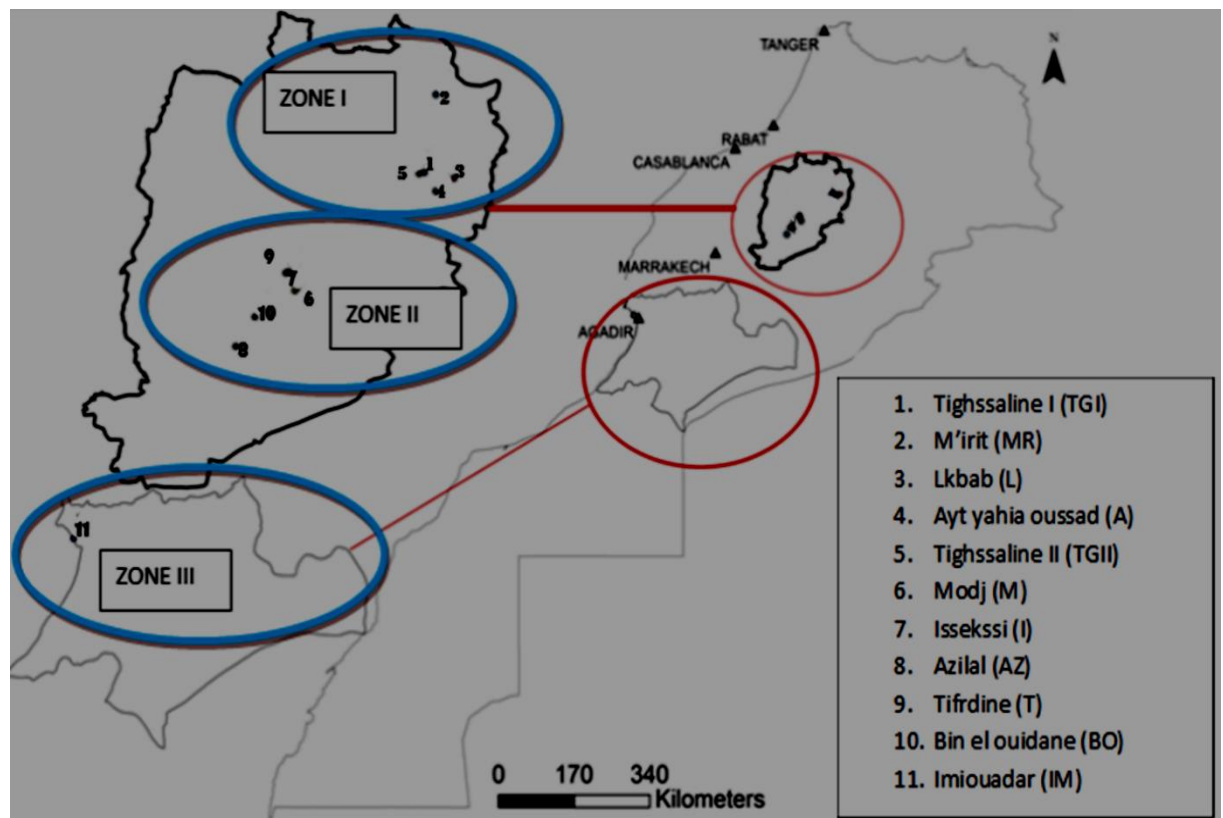 ZONE I
2
5
1
3
4
9
7
6
10
8
ZONE II
11
ZONE III
TANGER
N
RABAT
CASABLANCA
MARRAKECH
AGADIR
1. Tighssaline I (TGI)
2. M'irit (MR)
3. Lkbab (L)
4. Ayt yahia oussad (A)
5. Tighssaline II (TGII)
6. Modj (M)
7. Issekssi (I)
8. Azilal (AZ)
9. Tifrdine (T)
10. Bin el ouidane (BO)
11. Imiouadar (IM)
0 170 340
Kilometers